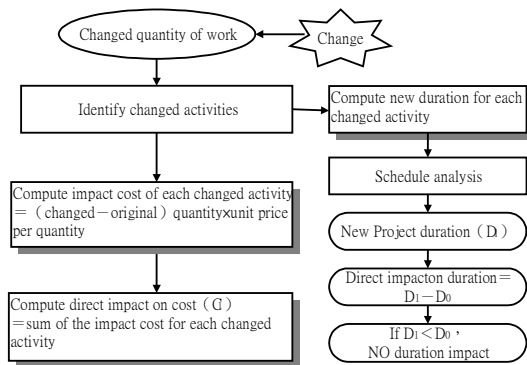 Changed quantity of work
Change
Identify changed activities
Compute new duration for each
changed activity
Schedule analysis
Compute impact cost of each changed activity
＝（changed－original）quantity×unit price
per quantity
New Project duration（D₁）
Direct impacton duration＝
D₁－D₀
Compute direct impact on cost（C₁）
＝sum of the impact cost for each changed
activity
If D₁＜D₀，
NO duration impact